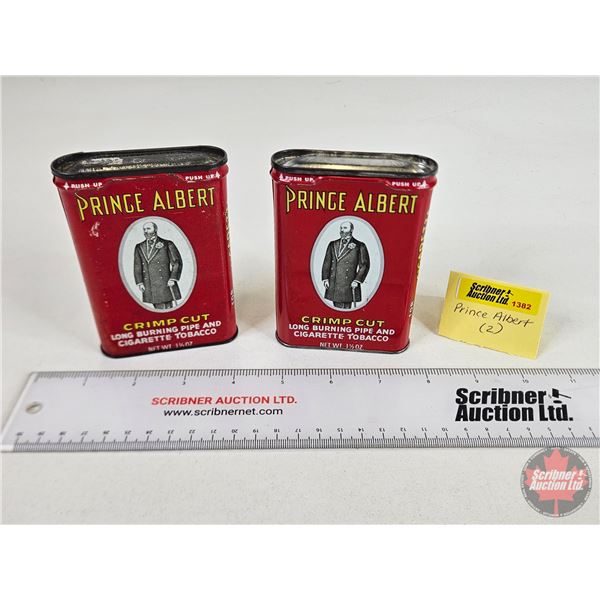 PUSH UP PUSH UP
PRINCE ALBERT
CRIMP CUT
LONG BURNING PIPE AND
CIGARETTE TOBACCO
NET WT. 1½ OZ
PUSH UP PUSH UP
PRINCE ALBERT
CRIMP CUT
LONG BURNING PIPE AND
CIGARETTE TOBACCO
NET WT. 1½ OZ
Scribner
Auction Ltd. 1382
Prince Albert
(2)
SCRIBNER AUCTION LTD.
www.scribnernet.com
Scribner
Auction Ltd.
Scribner
Auction Ltd.